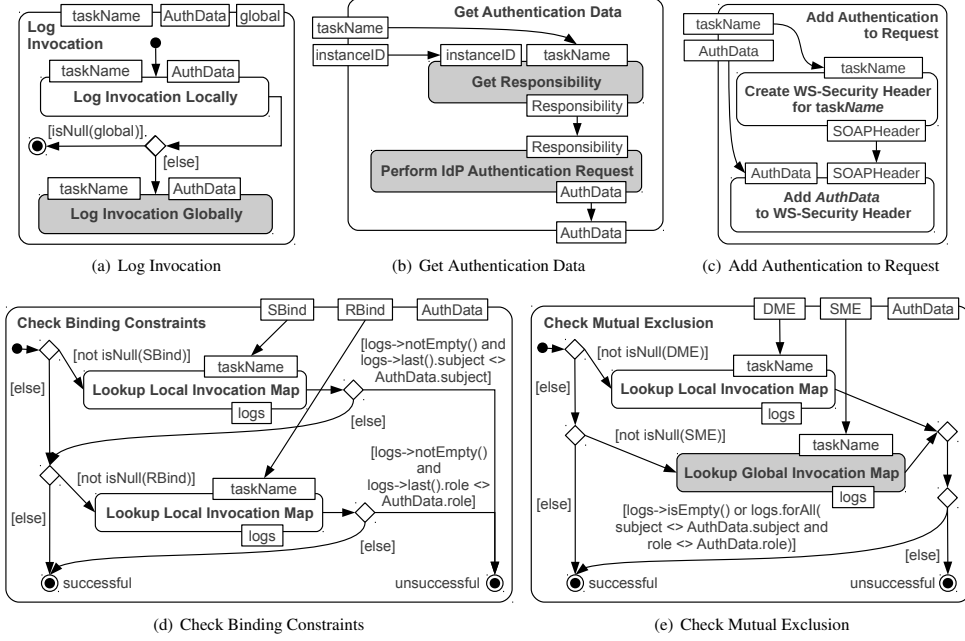 taskName
AuthData
global
Log
Invocation
taskName
AuthData
Log Invocation Locally
[isNull(global)]
[else]
taskName
AuthData
Log Invocation Globally
(a) Log Invocation
Get Authentication Data
taskName
instanceID
instanceID
taskName
Get Responsibility
Responsibility
Responsibility
Perform IdP Authentication Request
AuthData
AuthData
(b) Get Authentication Data
Add Authentication
to Request
taskName
AuthData
taskName
Create WS-Security Header
for taskName
SOAPHeader
AuthData
SOAPHeader
Add AuthData
to WS-Security Header
(c) Add Authentication to Request
SBind
RBind
AuthData
Check Binding Constraints
[not isNull(SBind)]
[else]
taskName
Lookup Local Invocation Map
logs
[logs->notEmpty() and
logs->last().subject <>
AuthData.subject]
[else]
[not isNull(RBind)]
[else]
taskName
Lookup Local Invocation Map
logs
[logs->notEmpty()
and
logs->last().role <>
AuthData.role]
[else]
successful
unsuccessful
(d) Check Binding Constraints
DME
SME
AuthData
Check Mutual Exclusion
[not isNull(DME)]
[else]
taskName
Lookup Local Invocation Map
logs
[not isNull(SME)]
[else]
taskName
Lookup Global Invocation Map
logs
[logs->isEmpty() or logs.forAll(
subject <> AuthData.subject and
role <> AuthData.role)]
[else]
successful
unsuccessful
(e) Check Mutual Exclusion